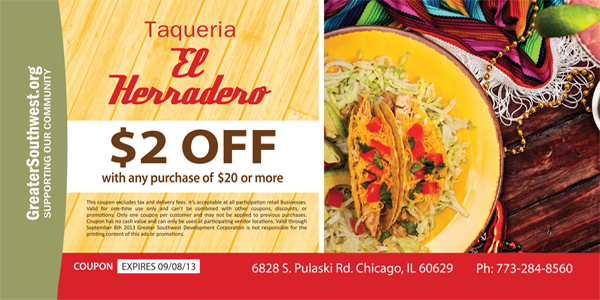 GreaterSouthwest.org
SUPPORTING OUR COMMUNITY
Taqueria
El
Herradero
$2 OFF
with any purchase of $20 or more
This coupon excludes tax and delivery fees. It's acceptable at all participation retail Businesses.
Valid for one-time use only and can't be combined with other coupons, discounts, or
promotions. Only one coupon per customer and may not be applied to previous purchases.
Coupon has no cash value and can only be used at participating vendor locations. Valid through
September 8th 2013 Greater Southwest Development Corporation is not responsible for the
printing content of this ads or promotions.
COUPON EXPIRES 09/08/13 6828 S. Pulaski Rd. Chicago, IL 60629 Ph: 773-284-8560